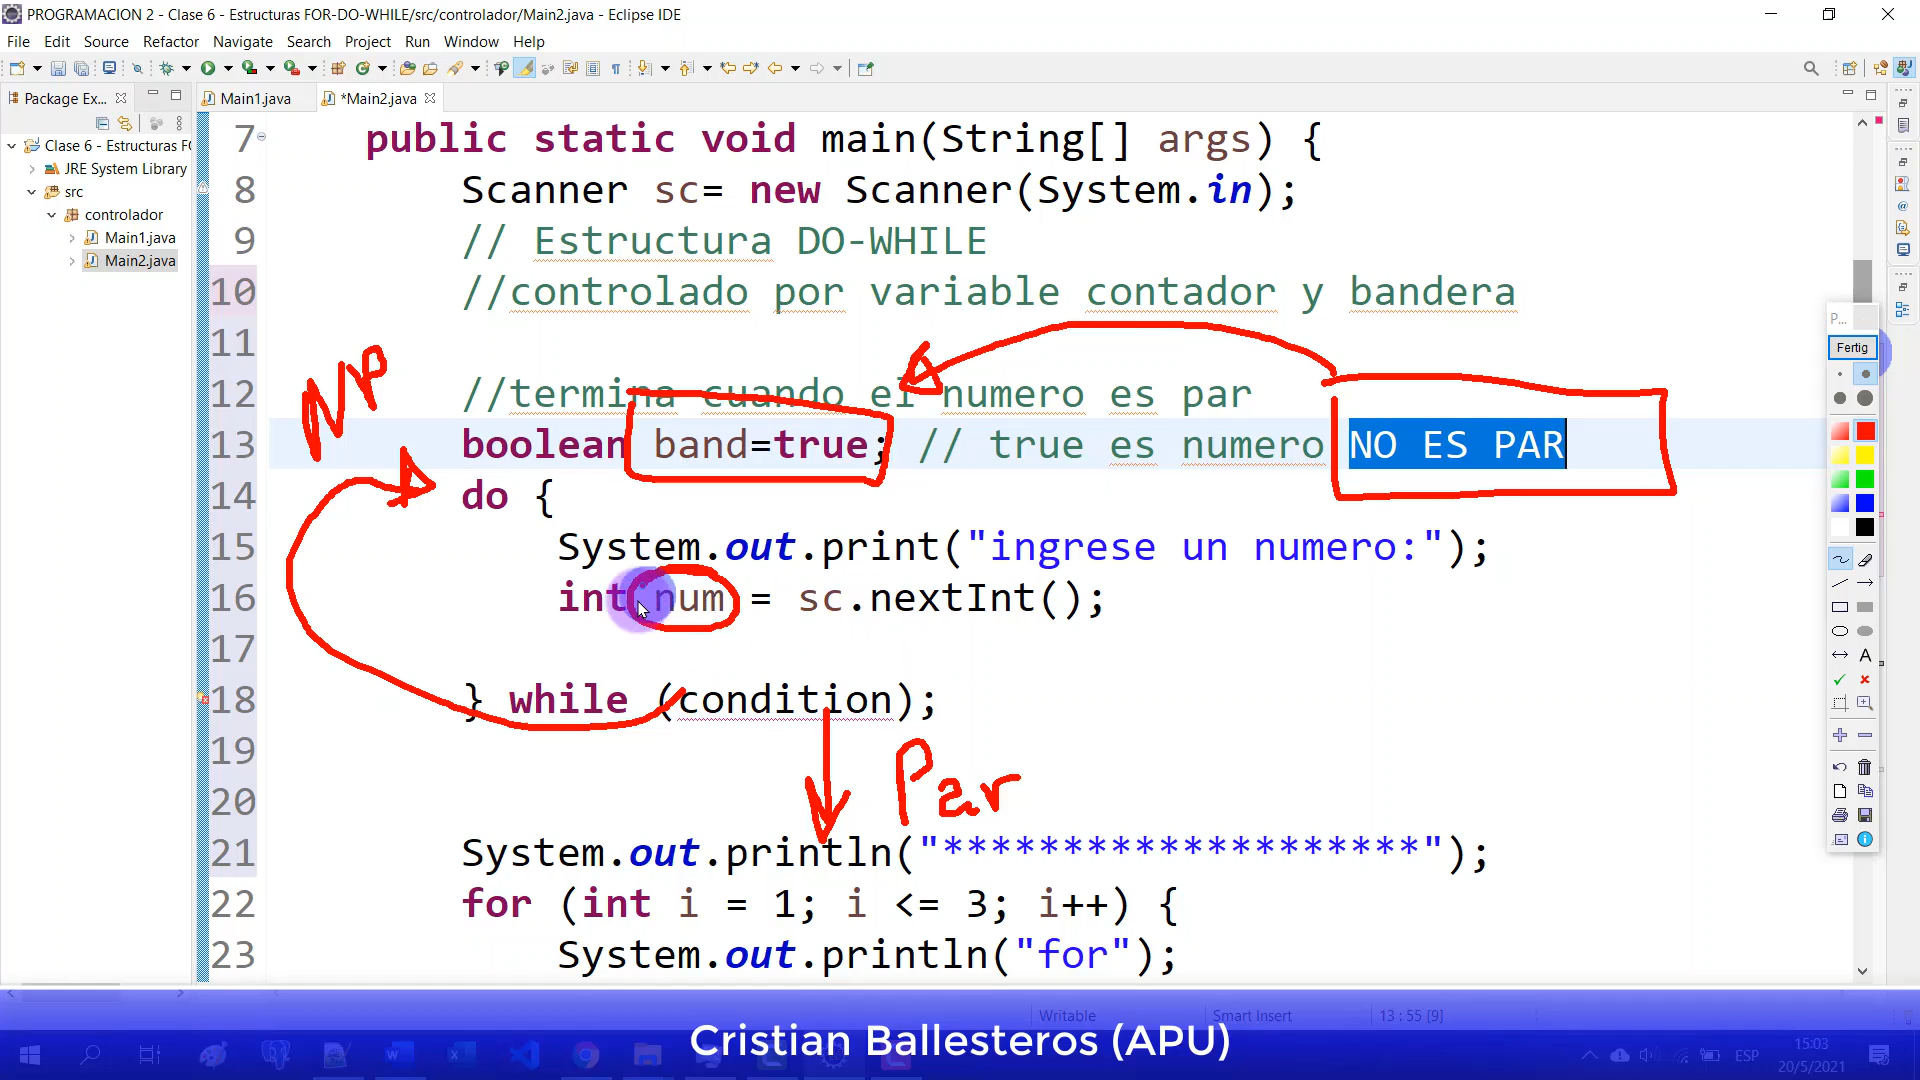 PROGRAMACION 2 - Clase 6 - Estructuras FOR-DO-WHILE/src/controlador/Main2.java - Eclipse IDE
File Edit Source Refactor Navigate Search Project Run Window Help
Package Ex...
Main1.java
*Main2.java
Clase 6 - Estructuras FO
JRE System Library
src
controlador
Main1.java
Main2.java
7 public static void main(String[] args) {
8 Scanner sc= new Scanner(System.in);
9 // Estructura DO-WHILE
10 //controlado por variable contador y bandera
11
12 //termina cuando el numero es par
13 boolean band=true; // true es numero NO ES PAR
14 do {
15 System.out.print("ingrese un numero:");
16 int num = sc.nextInt();
17
18 } while (condition);
19
20
21 System.out.println("********************");
22 for (int i = 1; i <= 3; i++) {
23 System.out.println("for");
NP
Par
P...
Fertig
A
Writable Smart Insert 13 : 55 [9]
Cristian Ballesteros (APU)
ESP
15:03
20/5/2021